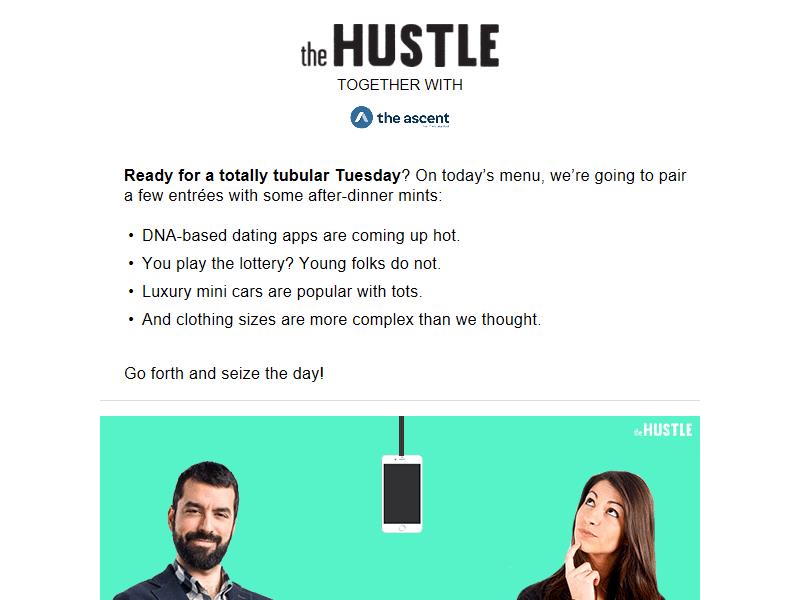 the HUSTLE
TOGETHER WITH
the ascent
Ready for a totally tubular Tuesday? On today’s menu, we’re going to pair
a few entrées with some after-dinner mints:
• DNA-based dating apps are coming up hot.
• You play the lottery? Young folks do not.
• Luxury mini cars are popular with tots.
• And clothing sizes are more complex than we thought.
Go forth and seize the day!
the HUSTLE